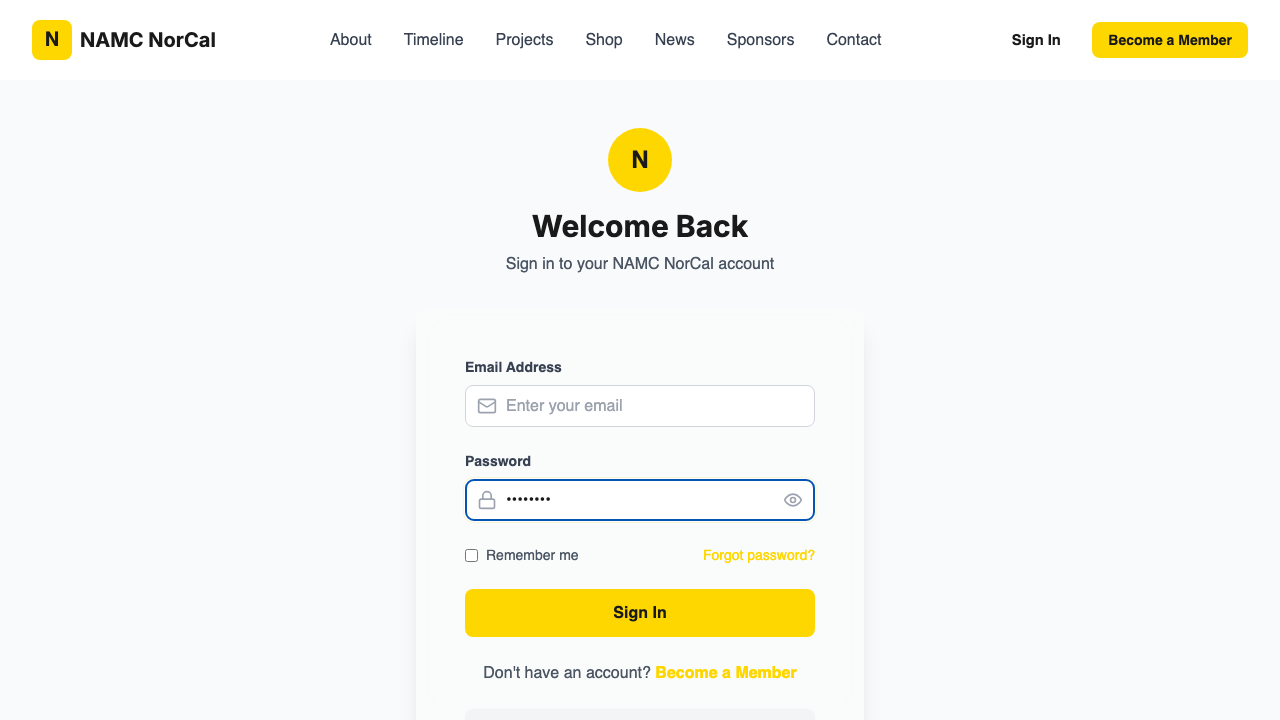 N NAMC NorCal About Timeline Projects Shop News Sponsors Contact Sign In Become a Member
N
Welcome Back
Sign in to your NAMC NorCal account
Email Address
Enter your email
Password
••••••••
Remember me Forgot password?
Sign In
Don't have an account? Become a Member